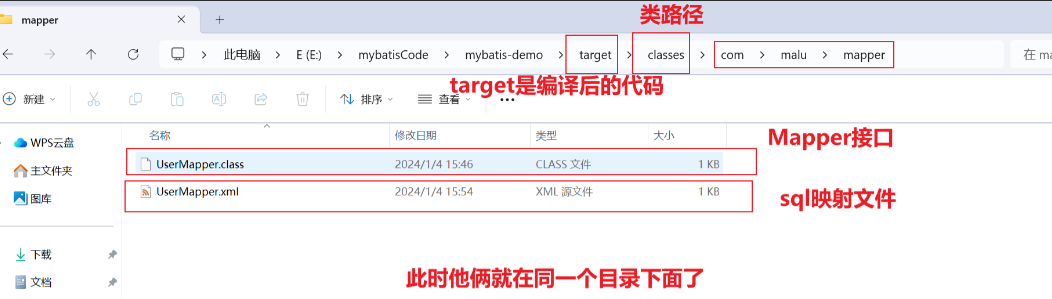 mapper
类路径
此电脑 > E (E:) > mybatisCode > mybatis-demo > target > classes > com > malu > mapper
在 ma
target是编译后的代码
新建
排序
查看
名称
修改日期
类型
大小
WPS云盘
Mapper接口
UserMapper.class 2024/1/4 15:46 CLASS 文件 1 KB
主文件夹
UserMapper.xml 2024/1/4 15:54 XML 源文件 1 KB
图库
sql映射文件
下载
此时他俩就在同一个目录下面了
文档